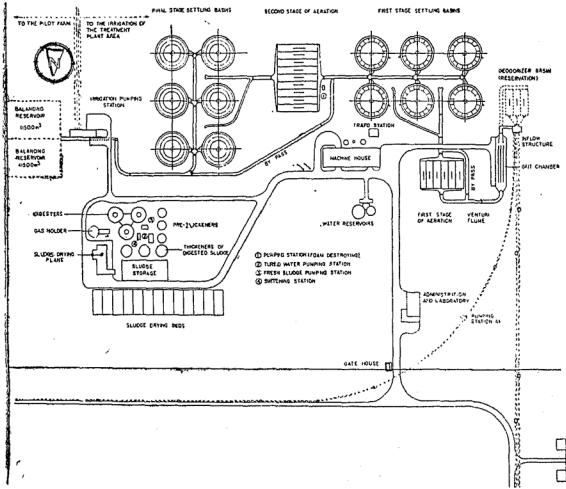 FINAL STAGE SETTLING BASINS
SECOND STAGE OF AERATION
FIRST STAGE SETTLING BASINS
TO THE PILOT FARM
TO THE IRRIGATION OF
THE TREATMENT
PLANT AREA
DEODORIZER BASIN
(RESERVATION)
BALANCING
RESERVOIR
IRRIGATION PUMPING
STATION
BALANCING
RESERVOIR
TRAFO STATION
INFLOW
STRUCTURE
MACHINE HOUSE
BY PASS
GRIT CHAMBER
BY PASS
DIGESTERS
PRE-THICKENERS
WATER RESERVOIRS
FIRST STAGE
OF AERATION
VENTURI
FLUME
GAS HOLDER
SLUDGE DRYING
PLANT
THICKENERS OF
DIGESTED SLUDGE
SLUDGE
STORAGE
① PUMPING STATION (FOAM DESTROYING)
② TURED WATER PUMPING STATION
③ FRESH SLUDGE PUMPING STATION
④ SWITCHING STATION
ADMINISTRATION
AND LABORATORY
PUMPING
STATION
SLUDGE DRYING BEDS
GATE HOUSE